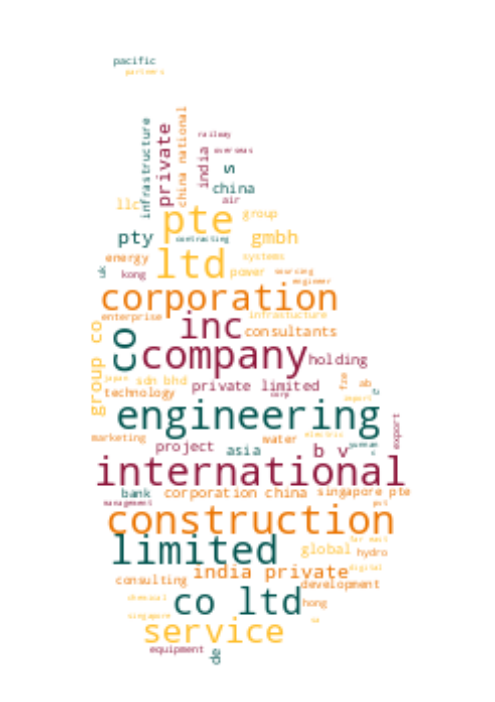 pacific
partners
railway
overseas
infrastructure
private
china national
india
s
china
air
llc
pte
group
pty
contracting
gmbh
energy
ltd
systems
uk
kong
power
sourcing
engineer
corporation
enterprise
infrastucture
inc
co
consultants
group co
company
holding
japan
sdn bhd
private limited
fze
ab
technology
corp
import
engineering
export
marketing
project
water
electric
asia
b v
yunnan
international
bank
corporation china
singapore pte
management
construction
limited
far east
global
hydro
india private
digital
consulting
development
chemical
co ltd
hong
singapore
sa
service
equipment
de